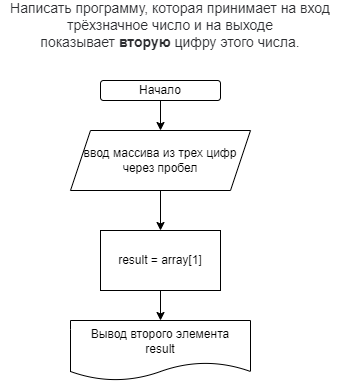 Написать программу, которая принимает на вход
трёхзначное число и на выходе
показывает вторую цифру этого числа.
Начало
ввод массива из трех цифр
через пробел
result = array[1]
Вывод второго элемента
result